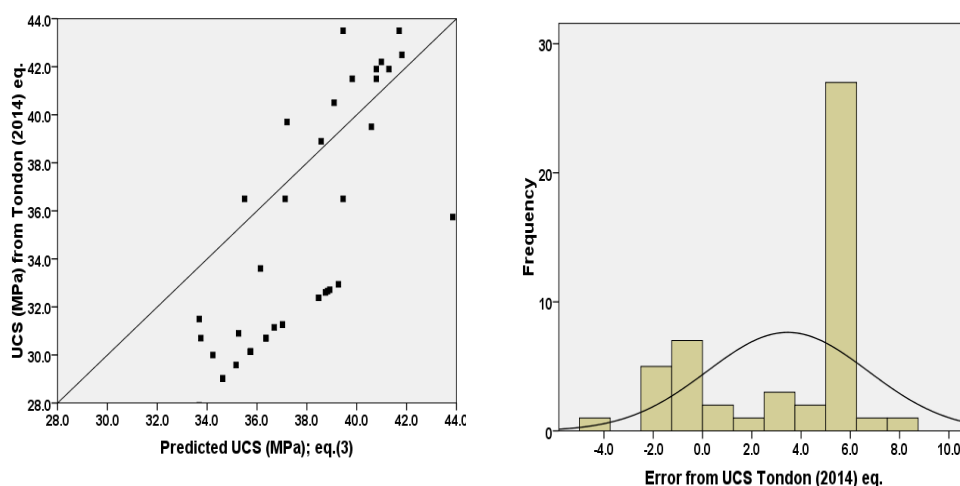 44.0
42.0
40.0
38.0
36.0
34.0
32.0
30.0
28.0
UCS (MPa) from Tondon (2014) eq.
28.0 30.0 32.0 34.0 36.0 38.0 40.0 42.0 44.0
Predicted UCS (MPa); eq.(3)
30
20
10
0
Frequency
-4.0 -2.0 0.0 2.0 4.0 6.0 8.0 10.0
Error from UCS Tondon (2014) eq.